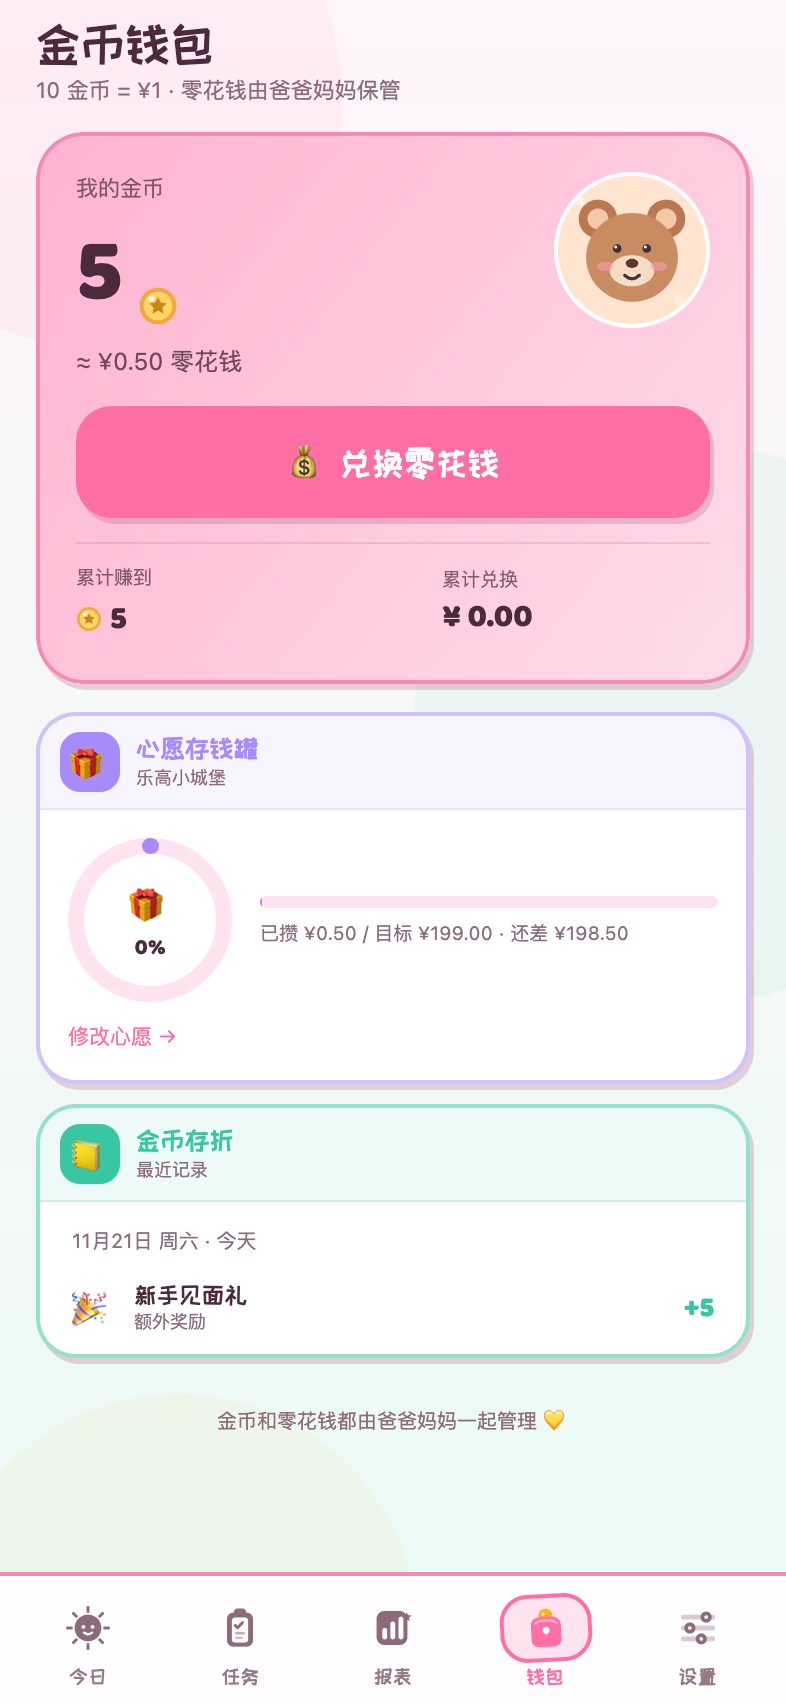 金币钱包
10 金币 = ¥1 · 零花钱由爸爸妈妈保管
我的金币
5
≈ ¥0.50 零花钱
兑换零花钱
累计赚到
5
累计兑换
¥ 0.00
心愿存钱罐
乐高小城堡
0%
已攒 ¥0.50 / 目标 ¥199.00 · 还差 ¥198.50
修改心愿 →
金币存折
最近记录
11月21日 周六 · 今天
新手见面礼
额外奖励
+5
金币和零花钱都由爸爸妈妈一起管理 💛
今日
任务
报表
钱包
设置